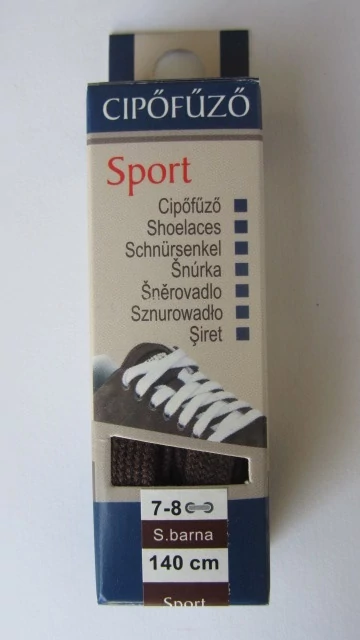 CIPŐFŰZŐ
Sport
Cipőfűző
Shoelaces
Schnürsenkel
Šnúrka
Šněrovadlo
Sznurowadło
Şiret
7-8
S.barna
140 cm
Sport